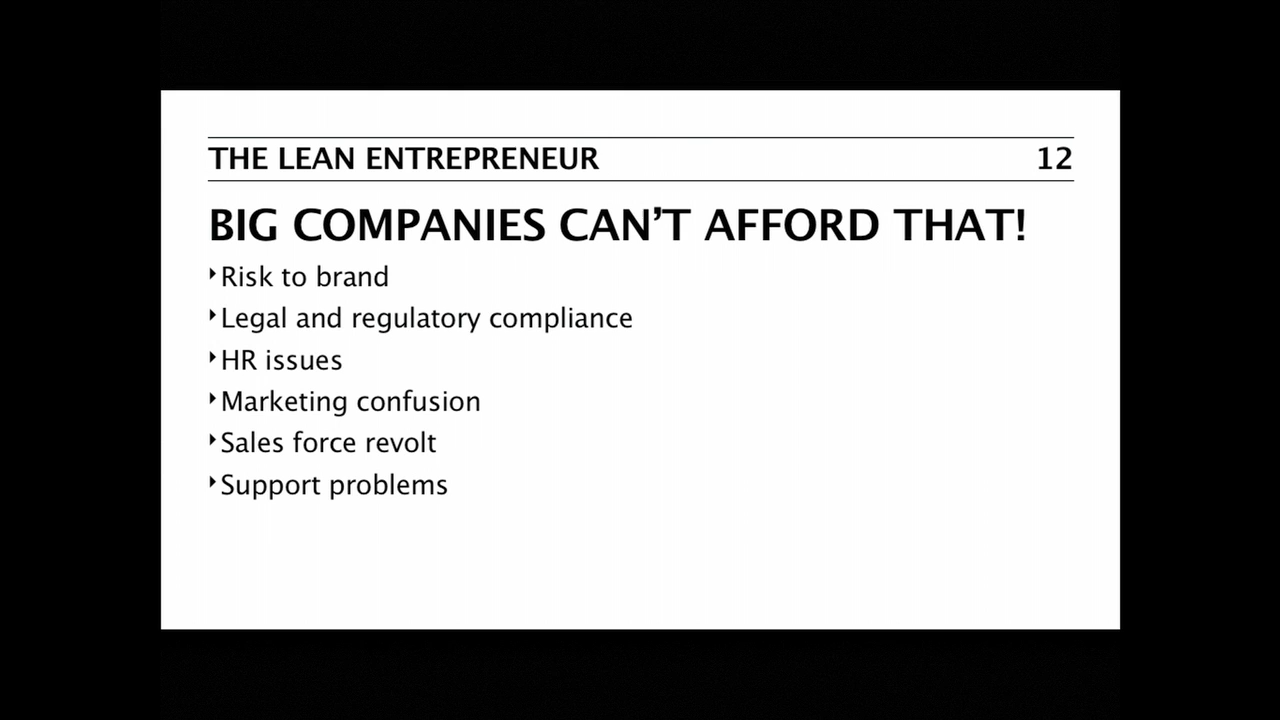 THE LEAN ENTREPRENEUR 12
BIG COMPANIES CAN’T AFFORD THAT!
Risk to brand
Legal and regulatory compliance
HR issues
Marketing confusion
Sales force revolt
Support problems